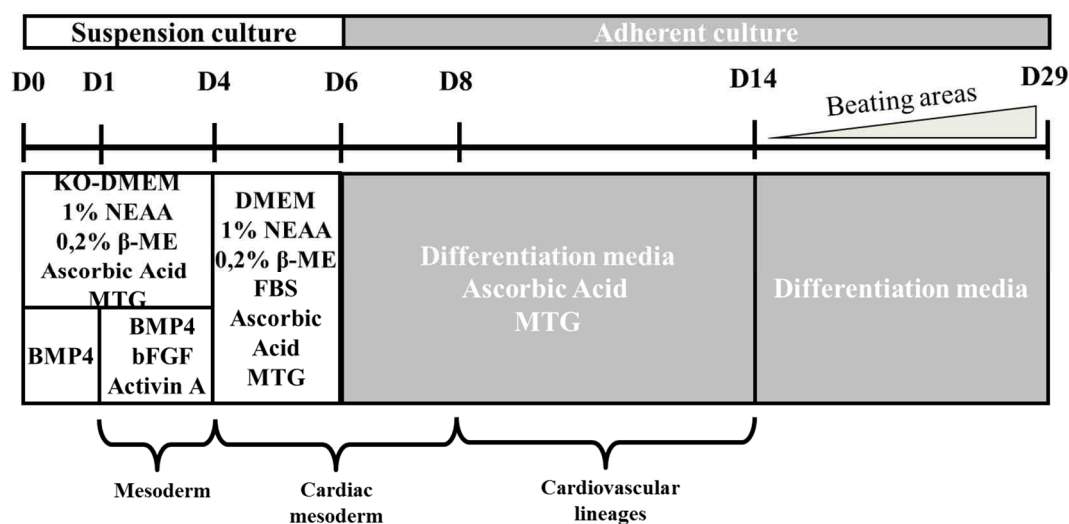 Suspension culture
Adherent culture
D0
D1
D4
D6
D8
D14
D29
Beating areas
KO-DMEM
1% NEAA
0,2% β-ME
Ascorbic Acid
MTG
BMP4
BMP4
bFGF
Activin A
DMEM
1% NEAA
0,2% β-ME
FBS
Ascorbic
Acid
MTG
Differentiation media
Ascorbic Acid
MTG
Differentiation media
Mesoderm
Cardiac
mesoderm
Cardiovascular
lineages